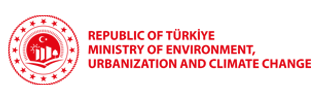 REPUBLIC OF TÜRKİYE
MINISTRY OF ENVIRONMENT,
URBANIZATION AND CLIMATE CHANGE